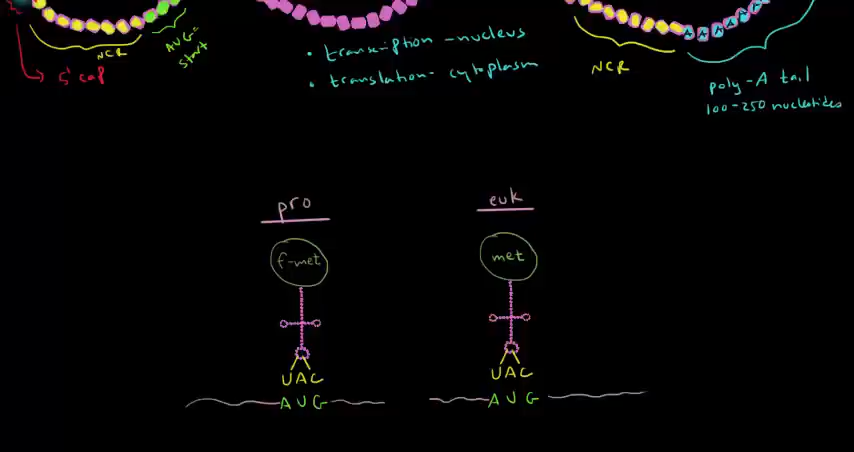 NCR
AUG=
start
5' cap
transcription - nucleus
translation - cytoplasm
NCR
A A A A A A
poly-A tail
100-250 nucleotides
pro
euk
f-met
met
UAC
UAC
AUG
AUG